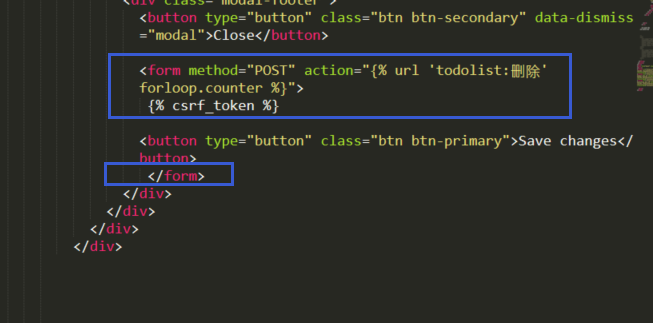 <div class="modal-footer">
<button type="button" class="btn btn-secondary" data-dismiss
="modal">Close</button>
<form method="POST" action="{% url 'todolist:删除'
forloop.counter %}">
{% csrf_token %}
<button type="button" class="btn btn-primary">Save changes</
button>
</form>
</div>
</div>
</div>
</div>